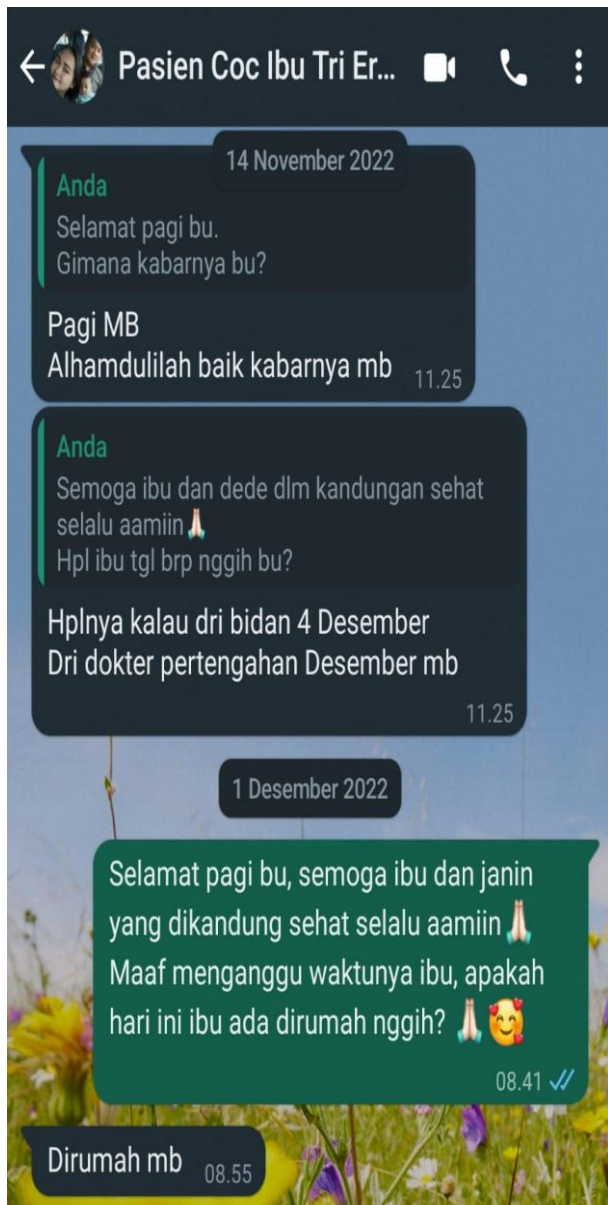 Pasien Coc Ibu Tri Er...
14 November 2022
Anda
Selamat pagi bu.
Gimana kabarnya bu?
Pagi MB
Alhamdulilah baik kabarnya mb
11.25
Anda
Semoga ibu dan dede dlm kandungan sehat
selalu aamiin🙏🏻
Hpl ibu tgl brp nggih bu?
Hplnya kalau dri bidan 4 Desember
Dri dokter pertengahan Desember mb
11.25
1 Desember 2022
Selamat pagi bu, semoga ibu dan janin
yang dikandung sehat selalu aamiin🙏🏻
Maaf menganggu waktunya ibu, apakah
hari ini ibu ada dirumah nggih? 🙏🏻🥰
08.41
Dirumah mb
08.55